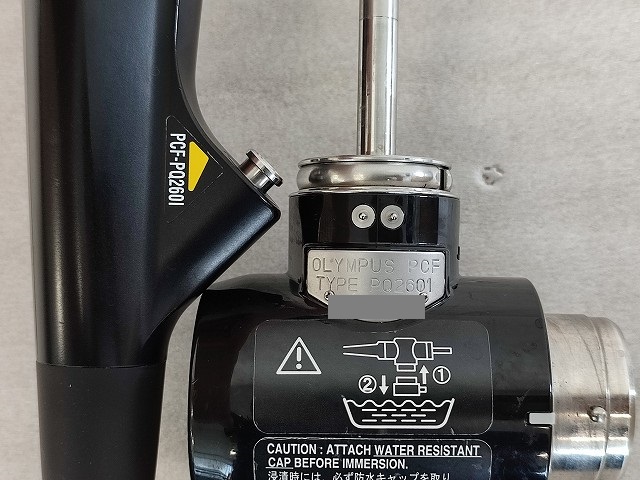 PCF-PQ260I
OLYMPUS PCF
TYPE PQ260I
①
②
CAUTION : ATTACH WATER RESISTANT
CAP BEFORE IMMERSION.
浸漬時には、必ず防水キャップを取り